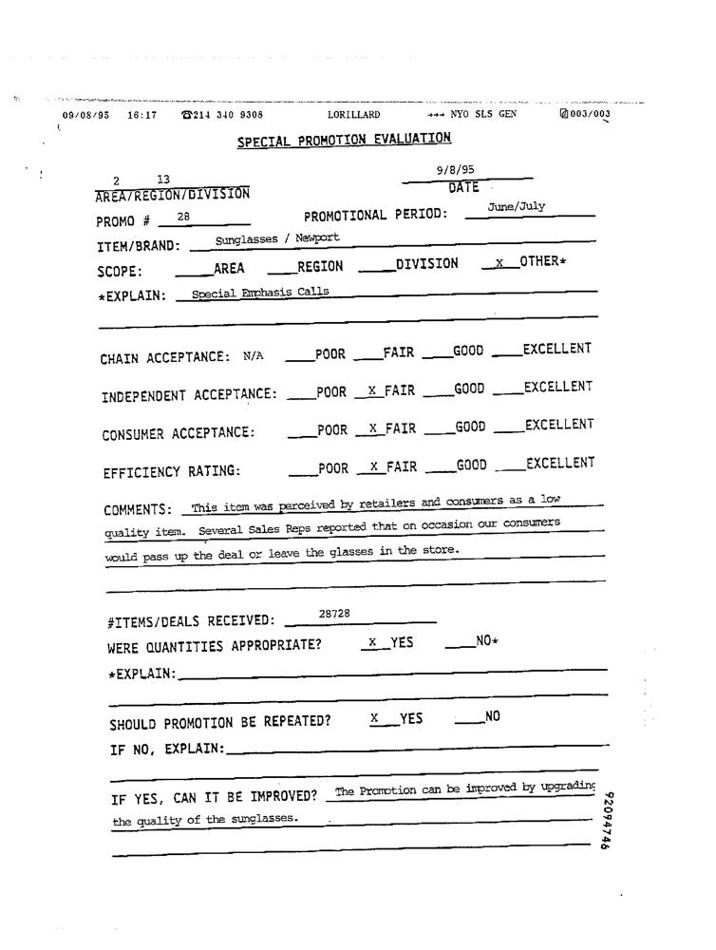 09/08/95 16:17 ☎214 340 9308 LORILLARD →→→ NYO SLS GEN 003/003
SPECIAL PROMOTION EVALUATION
2 13 9/8/95
AREA/REGION/DIVISION DATE
PROMO # 28 PROMOTIONAL PERIOD: June/July
ITEM/BRAND: Sunglasses / Newport
SCOPE: ____AREA ____REGION ____DIVISION _X_OTHER*
*EXPLAIN: Special Emphasis Calls
CHAIN ACCEPTANCE: N/A ____POOR ____FAIR ____GOOD ____EXCELLENT
INDEPENDENT ACCEPTANCE: ____POOR _X_FAIR ____GOOD ____EXCELLENT
CONSUMER ACCEPTANCE: ____POOR _X_FAIR ____GOOD ____EXCELLENT
EFFICIENCY RATING: ____POOR _X_FAIR ____GOOD ____EXCELLENT
COMMENTS: This item was perceived by retailers and consumers as a low
quality item. Several Sales Reps reported that on occasion our consumers
would pass up the deal or leave the glasses in the store.
#ITEMS/DEALS RECEIVED: 28728
WERE QUANTITIES APPROPRIATE? _X_YES ____NO*
*EXPLAIN:
SHOULD PROMOTION BE REPEATED? _X_YES ____NO
IF NO, EXPLAIN:
IF YES, CAN IT BE IMPROVED? The Promotion can be improved by upgrading
the quality of the sunglasses.
92094746